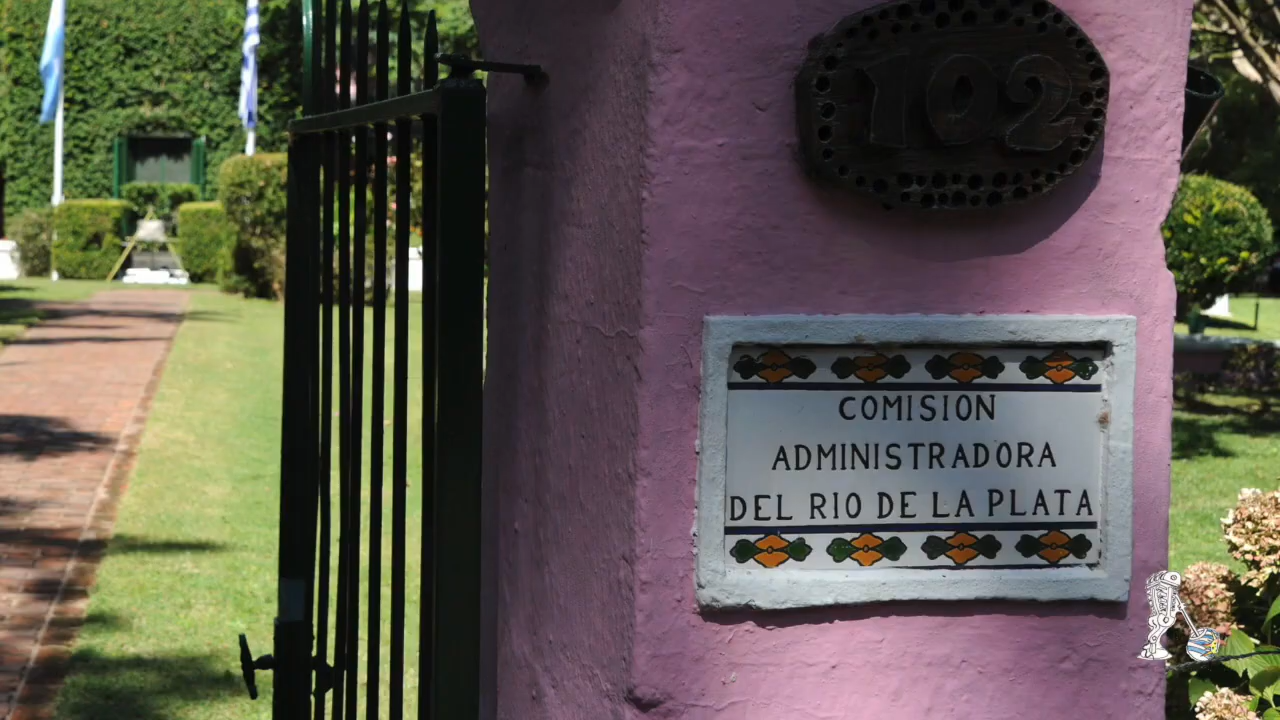 102
COMISION
ADMINISTRADORA
DEL RIO DE LA PLATA